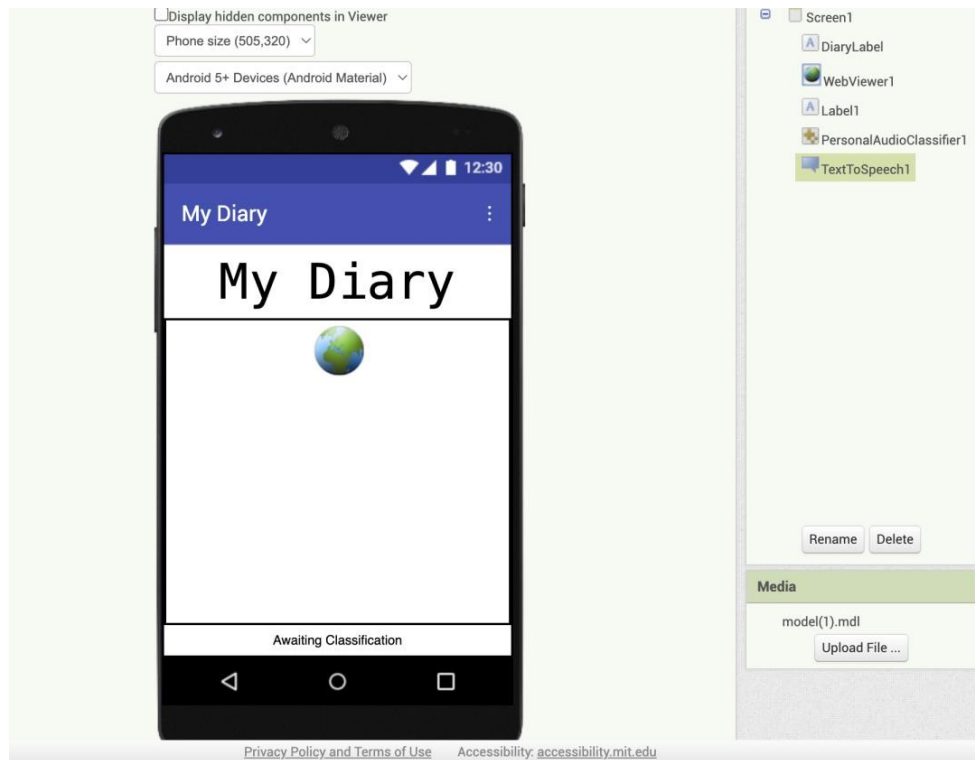 Display hidden components in Viewer
Phone size (505,320)
Android 5+ Devices (Android Material)
12:30
My Diary
My Diary
Awaiting Classification
Privacy Policy and Terms of Use Accessibility: accessibility.mit.edu
Screen1
A DiaryLabel
WebViewer1
A Label1
PersonalAudioClassifier1
TextToSpeech1
Rename Delete
Media
model(1).mdl
Upload File ...